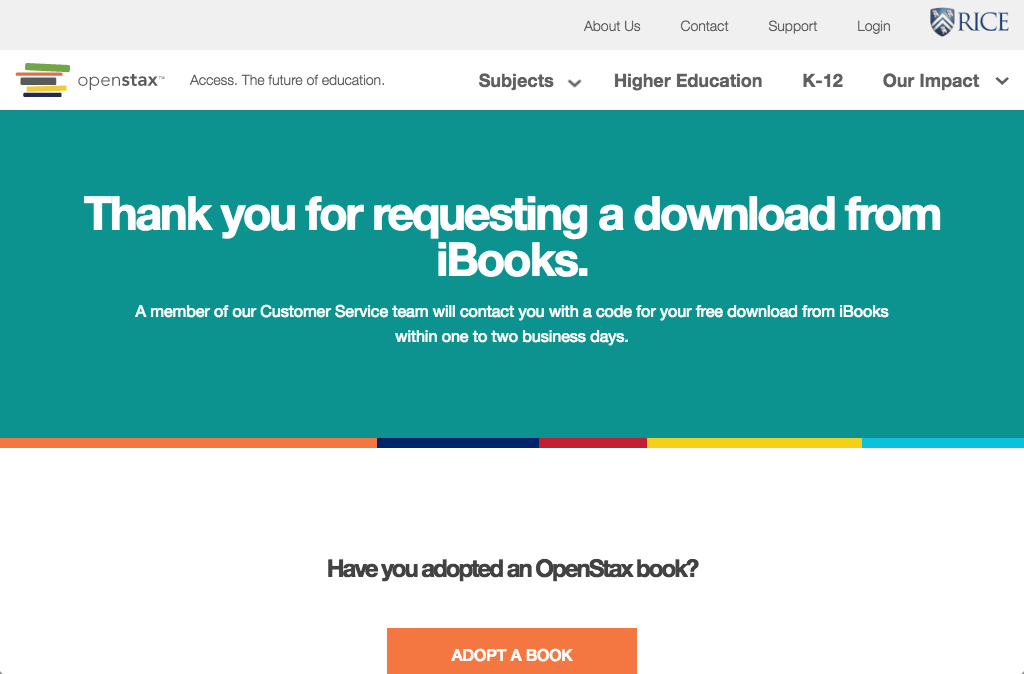 About Us Contact Support Login RICE
openstax™ Access. The future of education. Subjects Higher Education K-12 Our Impact
Thank you for requesting a download from
iBooks.
A member of our Customer Service team will contact you with a code for your free download from iBooks
within one to two business days.
Have you adopted an OpenStax book?
ADOPT A BOOK